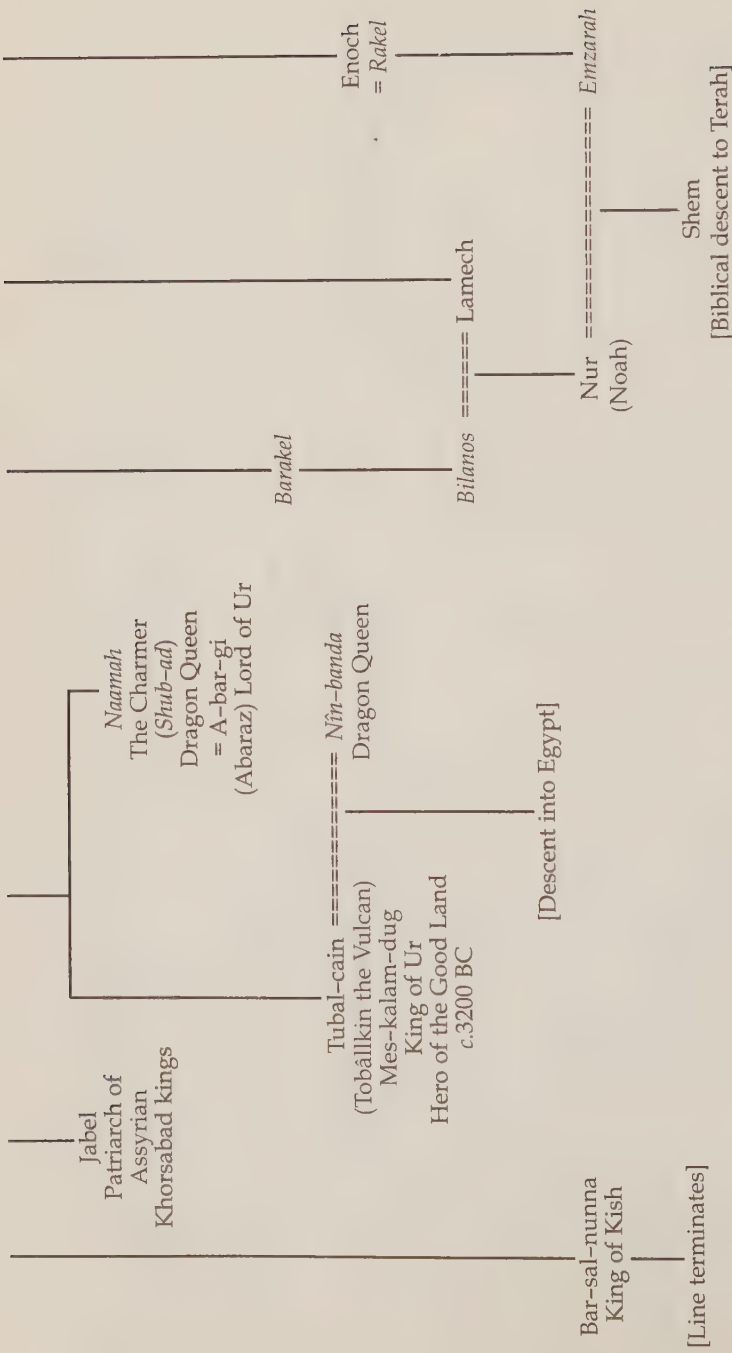 Jabel
Patriarch of
Assyrian
Khorsabad kings
Bar-sal-nunna
King of Kish
[Line terminates]
Naamah
The Charmer
(Shub-ad)
Dragon Queen
= A-bar-gi
(Abaraz) Lord of Ur
Tubal-cain ============= Nîn-banda
(Tobâllkin the Vulcan) Dragon Queen
Mes-kalam-dug
King of Ur
Hero of the Good Land
c.3200 BC
[Descent into Egypt]
Barakel
Bilanos ====== Lamech
Enoch
= Rakel
Nur ================= Emzarah
(Noah)
Shem
[Biblical descent to Terah]